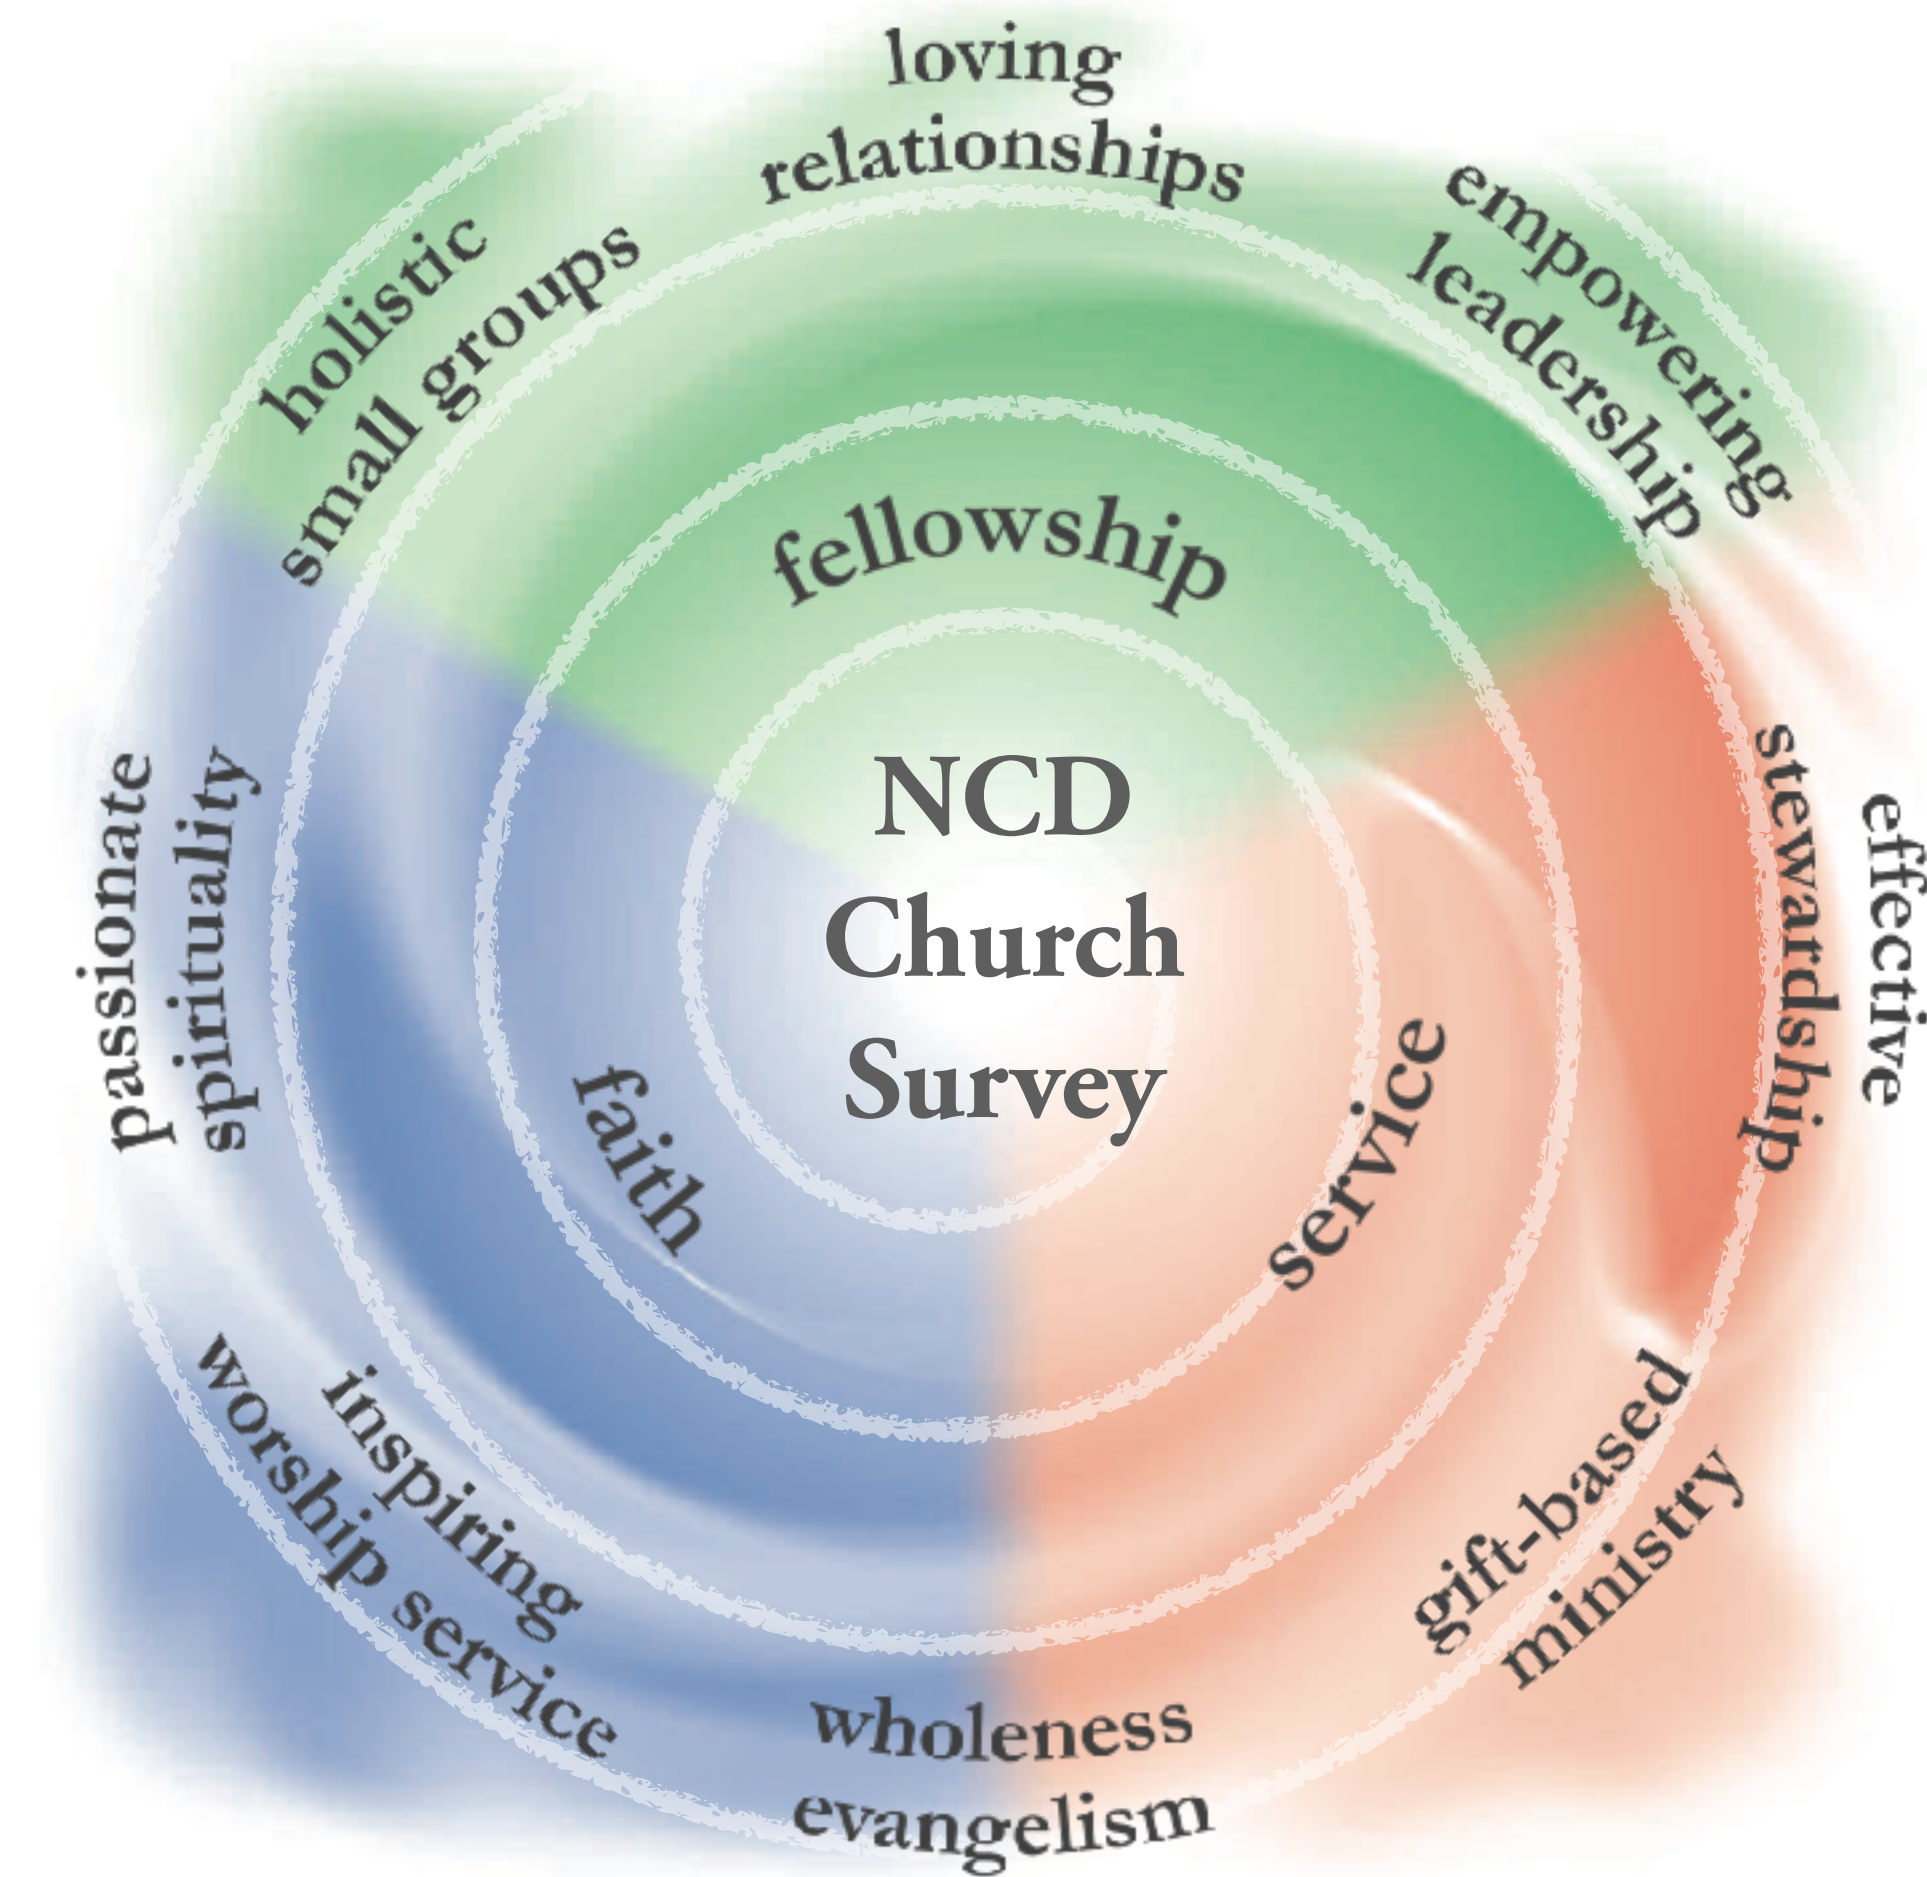 loving
relationships
empowering
leadership
holistic
small groups
fellowship
NCD
Church
Survey
passionate
spirituality
effective
stewardship
faith
service
inspiring
worship service
gift-based
ministry
wholeness
evangelism